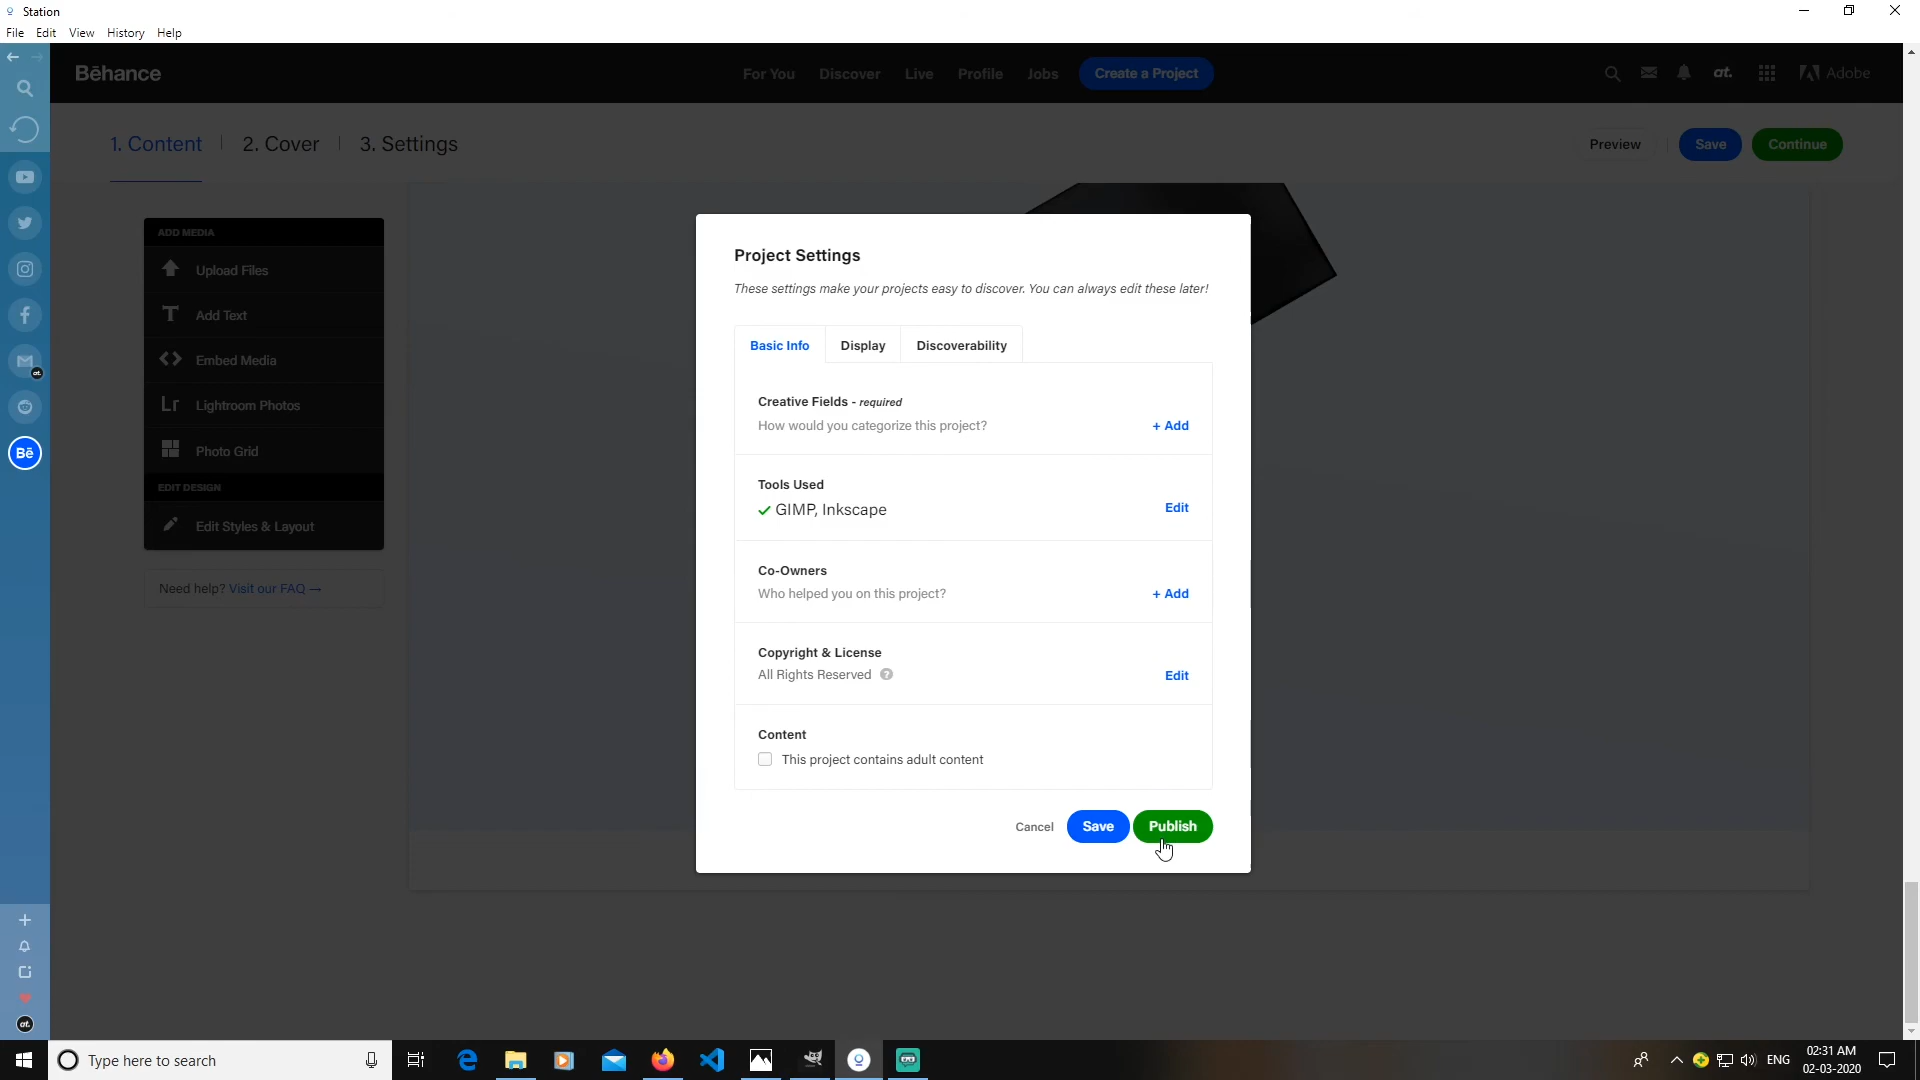 Station
File Edit View History Help
Bēhance
For You Discover Live Profile Jobs Create a Project
at.
Adobe
1. Content 2. Cover 3. Settings
Preview Save Continue
ADD MEDIA
Upload Files
Add Text
Embed Media
Lr Lightroom Photos
Photo Grid
EDIT DESIGN
Edit Styles & Layout
Need help? Visit our FAQ →
Bē
at.
Project Settings
These settings make your projects easy to discover. You can always edit these later!
Basic Info Display Discoverability
Creative Fields - required
How would you categorize this project? + Add
Tools Used
GIMP, Inkscape Edit
Co-Owners
Who helped you on this project? + Add
Copyright & License
All Rights Reserved ? Edit
Content
This project contains adult content
Cancel Save Publish
Type here to search
ENG
02:31 AM
02-03-2020